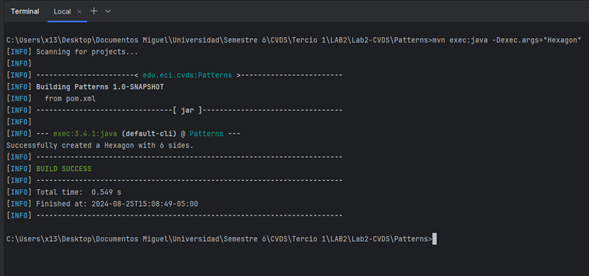 Terminal Local × + ∨
C:\Users\x13\Desktop\Documentos Miguel\Universidad\Semestre 6\CVDS\Tercio 1\LAB2\Lab2-CVDS\Patterns>mvn exec:java -Dexec.args="Hexagon"
[INFO] Scanning for projects...
[INFO]
[INFO] -----------------------< edu.eci.cvds:Patterns >------------------------
[INFO] Building Patterns 1.0-SNAPSHOT
[INFO]   from pom.xml
[INFO] --------------------------------[ jar ]---------------------------------
[INFO]
[INFO] --- exec:3.4.1:java (default-cli) @ Patterns ---
Successfully created a Hexagon with 6 sides.
[INFO] ------------------------------------------------------------------------
[INFO] BUILD SUCCESS
[INFO] ------------------------------------------------------------------------
[INFO] Total time:  0.549 s
[INFO] Finished at: 2024-08-25T15:08:49-05:00
[INFO] ------------------------------------------------------------------------
C:\Users\x13\Desktop\Documentos Miguel\Universidad\Semestre 6\CVDS\Tercio 1\LAB2\Lab2-CVDS\Patterns>